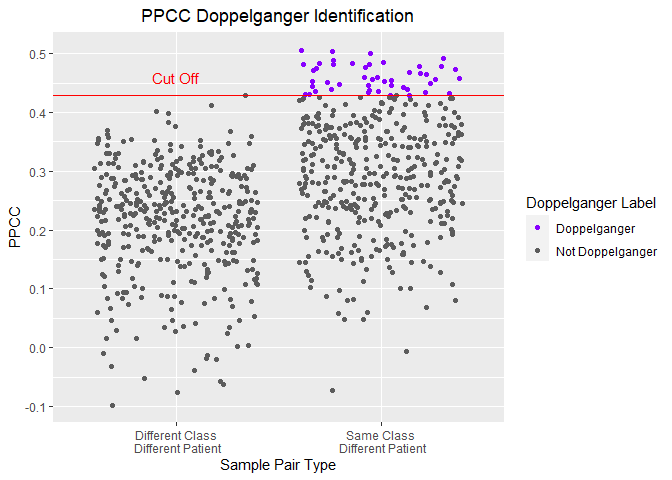 PPCC Doppelganger Identification
0.5
0.4
0.3
0.2
0.1
0.0
-0.1
PPCC
Cut Off
Different Class
Different Patient
Same Class
Different Patient
Sample Pair Type
Doppelganger Label
Doppelganger
Not Doppelganger